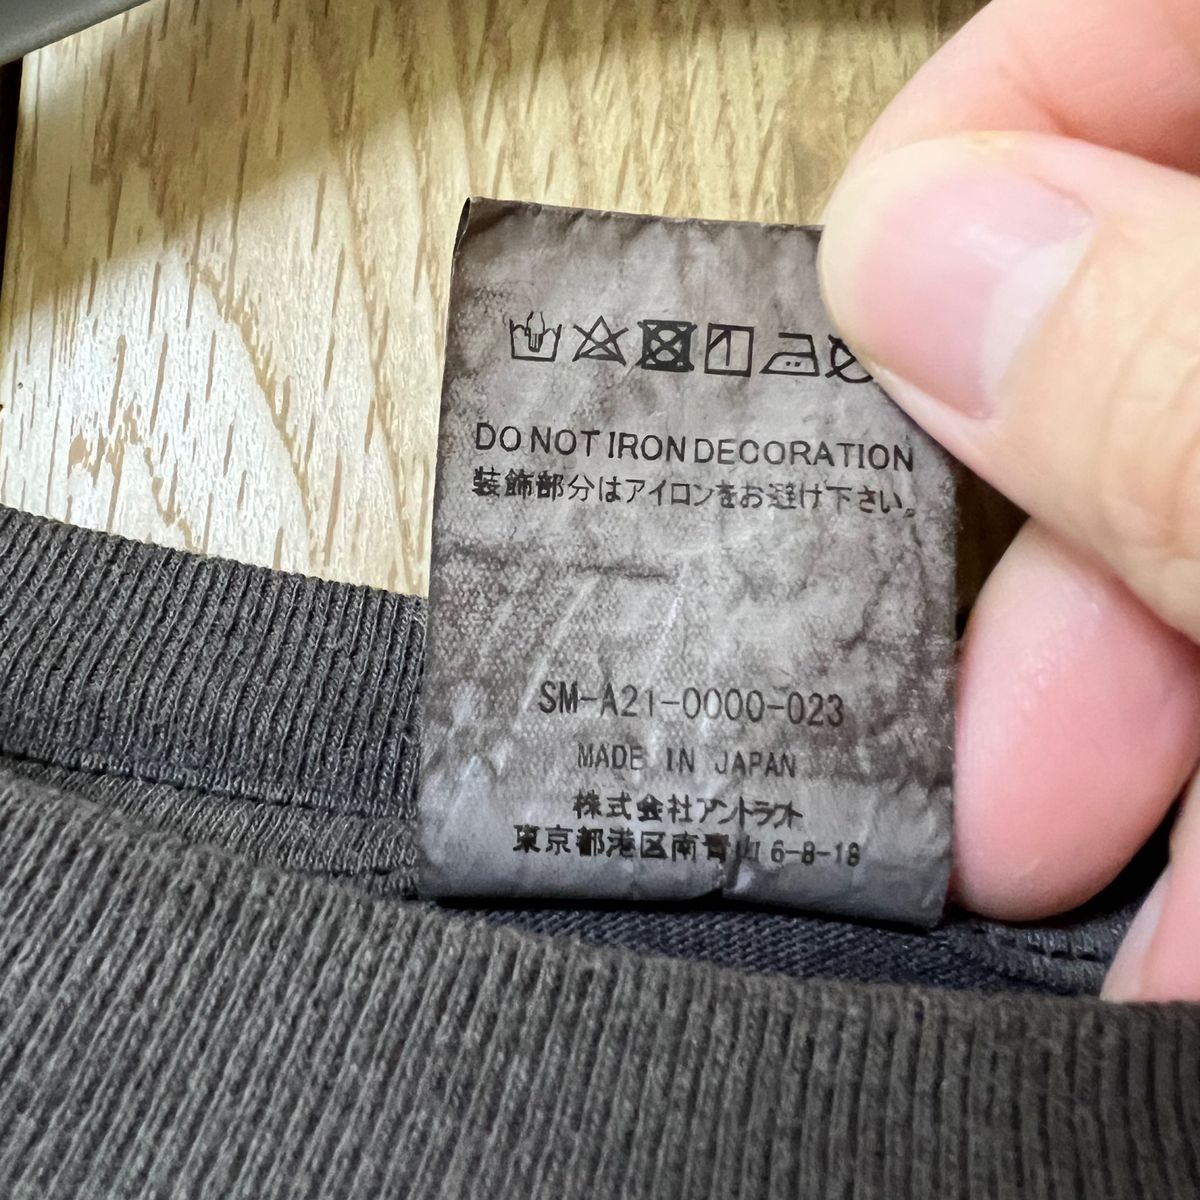 DO NOT IRON DECORATION
装飾部分はアイロンをお避け下さい。
SM-A21-0000-023
MADE IN JAPAN
株式会社アントラクト
東京都港区南青山6-8-18